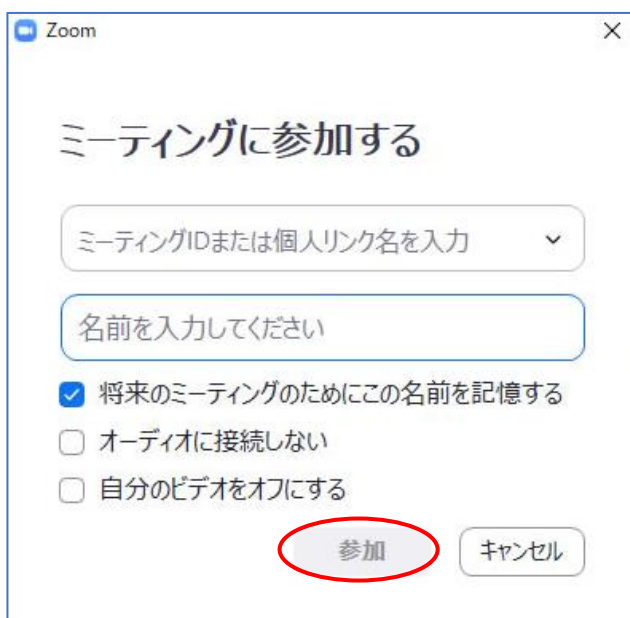 Zoom
ミーティングに参加する
ミーティングIDまたは個人リンク名を入力
名前を入力してください
将来のミーティングのためにこの名前を記憶する
オーディオに接続しない
自分のビデオをオフにする
参加 キャンセル